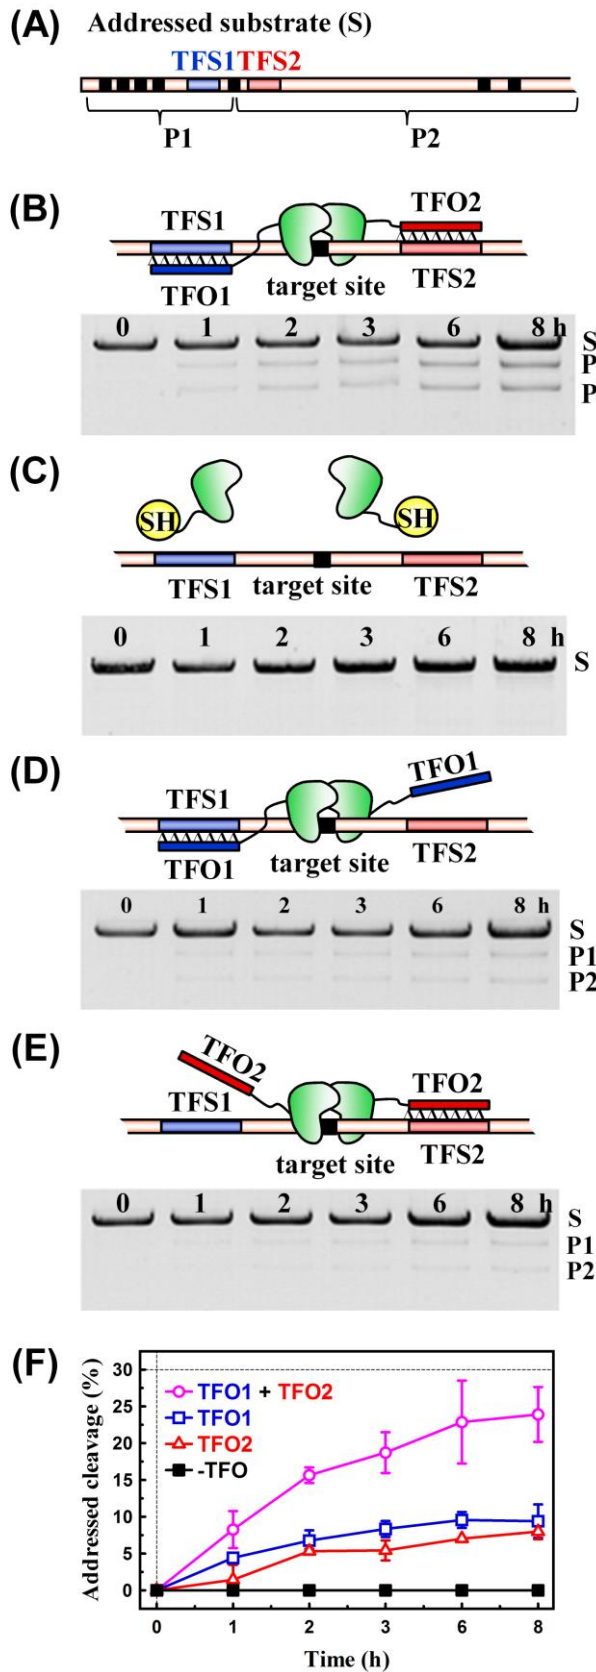 (A) Addressed substrate (S)
TFS1 TFS2
P1 P2
(B)
TFO2
TFS1
TFO1 target site TFS2
0 1 2 3 6 8 h
S
P
P
(C)
SH SH
TFS1 target site TFS2
0 1 2 3 6 8 h
S
(D)
TFO1
TFS1
TFO1 target site TFS2
0 1 2 3 6 8 h
S
P1
P2
(E)
TFO2
TFS1 TFO2
target site TFS2
0 1 2 3 6 8 h
S
P1
P2
(F)
Addressed cleavage (%)
30
25
20
15
10
5
0
TFO1 + TFO2
TFO1
TFO2
-TFO
0 1 2 3 6 8
Time (h)